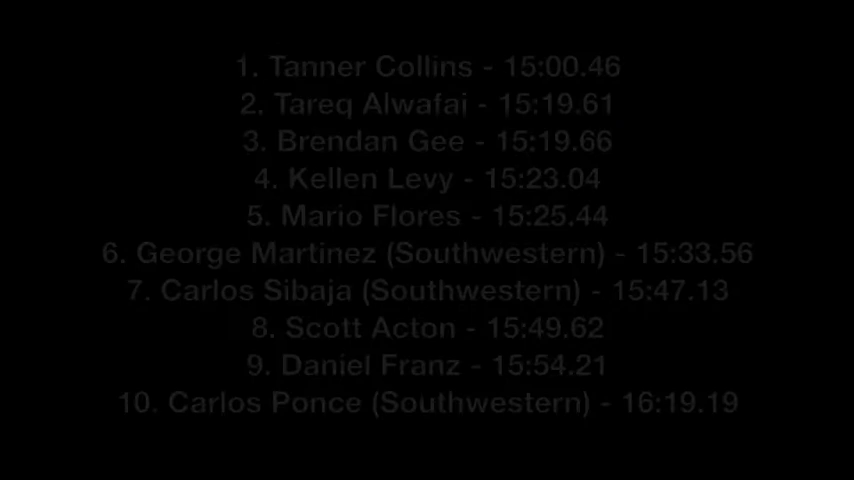 1. Tanner Collins - 15:00.46
2. Tareq Alwafai - 15:19.61
3. Brendan Gee - 15:19.66
4. Kellen Levy - 15:23.04
5. Mario Flores - 15:25.44
6. George Martinez (Southwestern) - 15:33.56
7. Carlos Sibaja (Southwestern) - 15:47.13
8. Scott Acton - 15:49.62
9. Daniel Franz - 15:54.21
10. Carlos Ponce (Southwestern) - 16:19.19